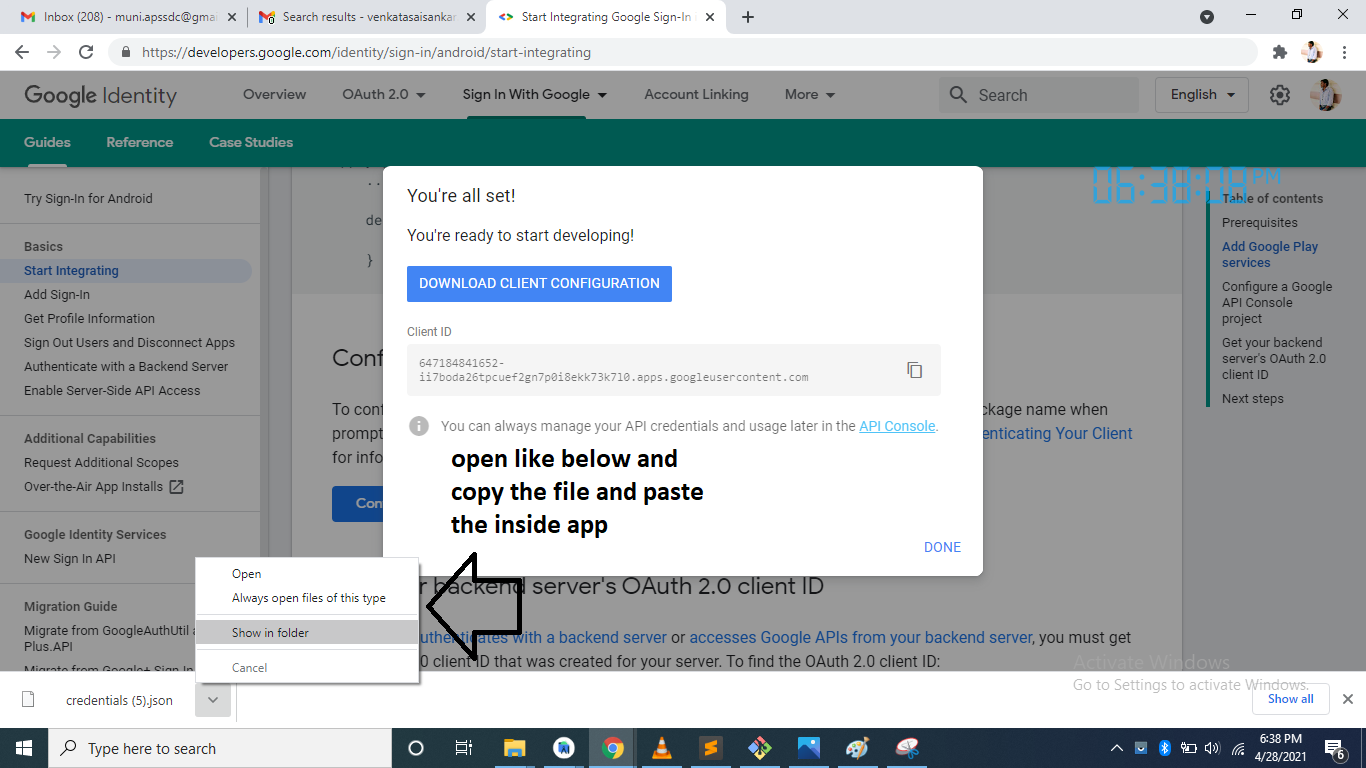 Inbox (208) - muni.apssdc@gmai
Search results - venkatasaisankar
Start Integrating Google Sign-In
https://developers.google.com/identity/sign-in/android/start-integrating
Google Identity
Overview
OAuth 2.0
Sign In With Google
Account Linking
More
Search
English
Guides
Reference
Case Studies
Try Sign-In for Android
Basics
Start Integrating
Add Sign-In
Get Profile Information
Sign Out Users and Disconnect Apps
Authenticate with a Backend Server
Enable Server-Side API Access
Additional Capabilities
Request Additional Scopes
Over-the-Air App Installs
Google Identity Services
New Sign In API
Migration Guide
Migrate from GoogleAuthUtil
Plus.API
Migrate from Google+ Sign In
de
}
Conf
To conf
prompt
for info
Con
You're all set!
You're ready to start developing!
DOWNLOAD CLIENT CONFIGURATION
Client ID
647184841652-
ii7boda26tpcuef2gn7p0i8ekk73k7l0.apps.googleusercontent.com
You can always manage your API credentials and usage later in the API Console.
open like below and
copy the file and paste
the inside app
DONE
ckage name when
enticating Your Client
r backend server's OAuth 2.0 client ID
uthenticates with a backend server or accesses Google APIs from your backend server, you must get
0 client ID that was created for your server. To find the OAuth 2.0 client ID:
06:38:08 PM
Table of contents
Prerequisites
Add Google Play
services
Configure a Google
API Console
project
Get your backend
server's OAuth 2.0
client ID
Next steps
Open
Always open files of this type
Show in folder
Cancel
Activate Windows
Go to Settings to activate Windows.
credentials (5).json
Show all
Type here to search
6:38 PM
4/28/2021
6